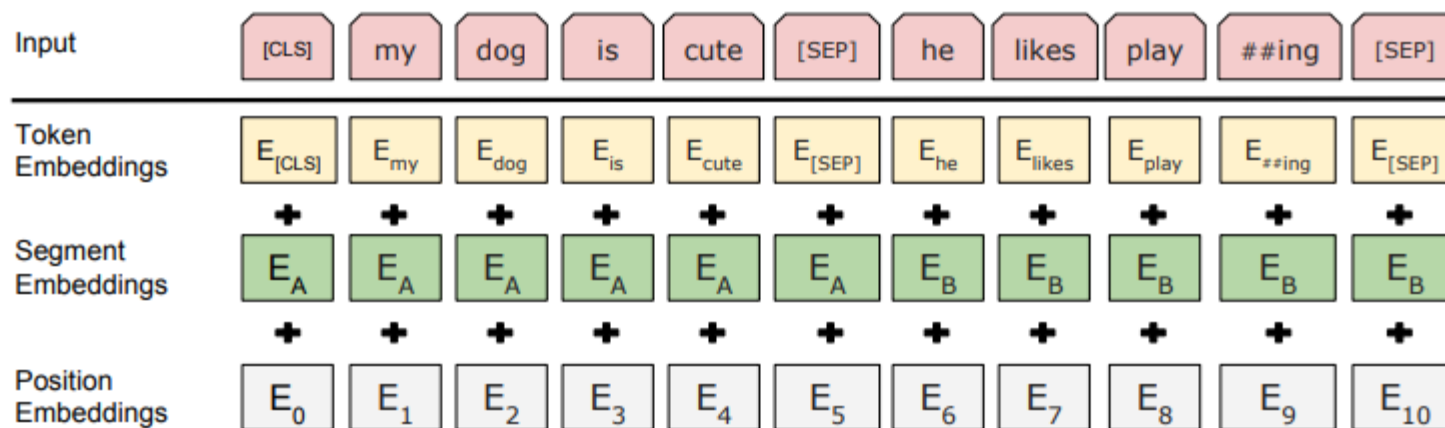 Input [CLS] my dog is cute [SEP] he likes play ##ing [SEP]
Token Embeddings E[CLS] Emy Edog Eis Ecute E[SEP] Ehe Elikes Eplay E##ing E[SEP]
+ + + + + + + + + + +
Segment Embeddings EA EA EA EA EA EA EB EB EB EB EB
+ + + + + + + + + + +
Position Embeddings E0 E1 E2 E3 E4 E5 E6 E7 E8 E9 E10